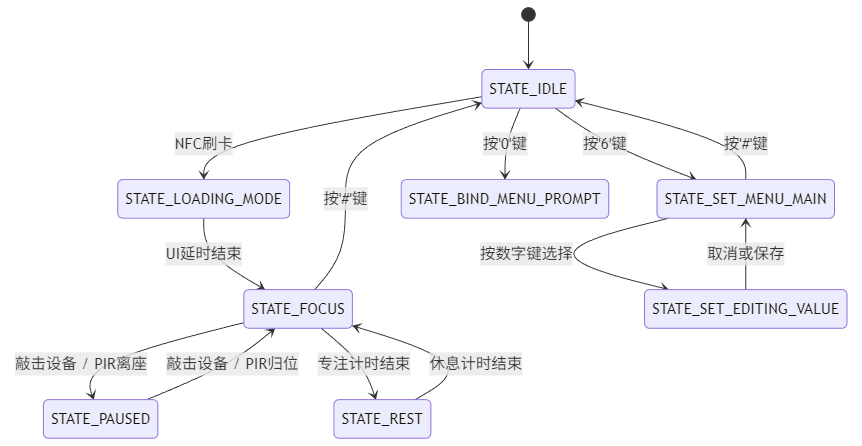 STATE_IDLE
NFC刷卡
按'0'键
按'6'键
按'#'键
STATE_LOADING_MODE
按'#'键
STATE_BIND_MENU_PROMPT
STATE_SET_MENU_MAIN
UI延时结束
按数字键选择
取消或保存
STATE_FOCUS
STATE_SET_EDITING_VALUE
敲击设备 / PIR离座
敲击设备 / PIR归位
专注计时结束
休息计时结束
STATE_PAUSED
STATE_REST